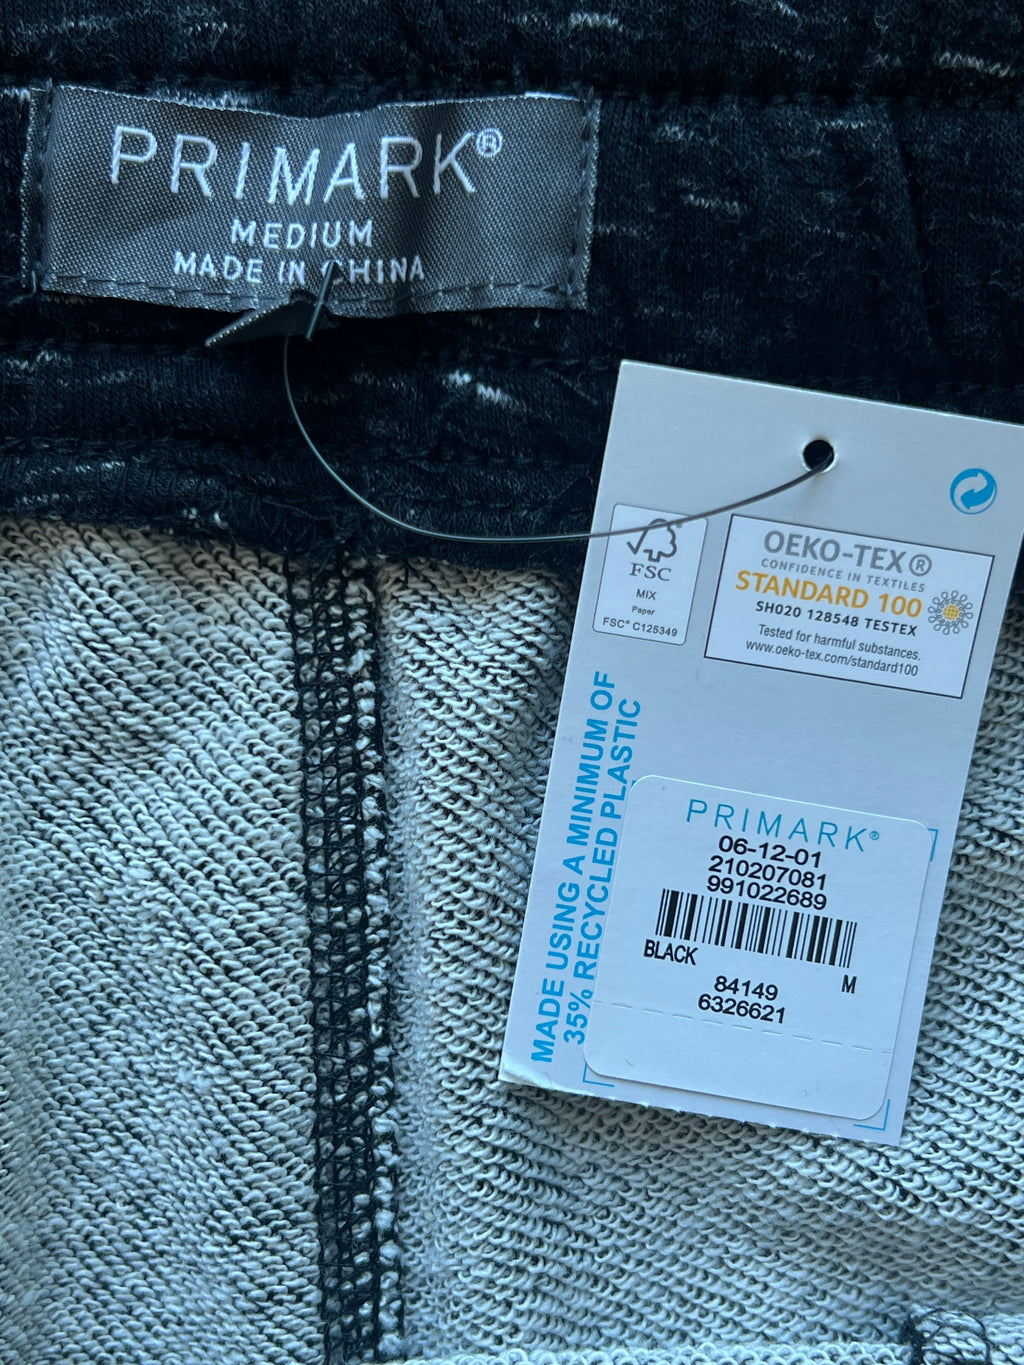 PRIMARK®
MEDIUM
MADE IN CHINA
FSC
MIX
Paper
FSC® C125349
OEKO-TEX®
CONFIDENCE IN TEXTILES
STANDARD 100
SH020 128548 TESTEX
Tested for harmful substances.
www.oeko-tex.com/standard100
MADE USING A MINIMUM OF
35% RECYCLED PLASTIC
PRIMARK®
06-12-01
210207081
991022689
BLACK
M
84149
6326621